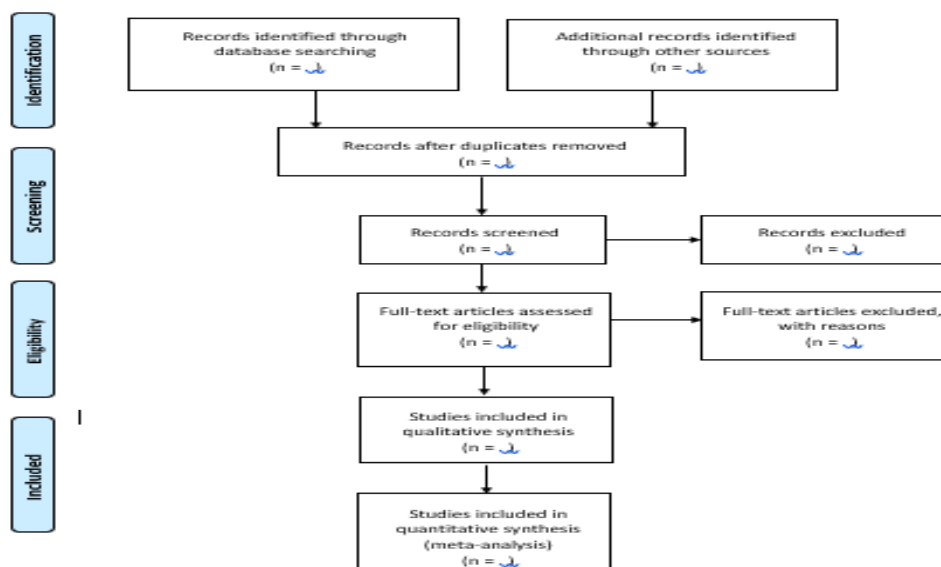 Identification
Records identified through
database searching
(n = )
Additional records identified
through other sources
(n = )
Records after duplicates removed
(n = )
Screening
Records screened
(n = )
Records excluded
(n = )
Eligibility
Full-text articles assessed
for eligibility
(n = )
Full-text articles excluded,
with reasons
(n = )
Included
Studies included in
qualitative synthesis
(n = )
Studies included in
quantitative synthesis
(meta-analysis)
(n = )